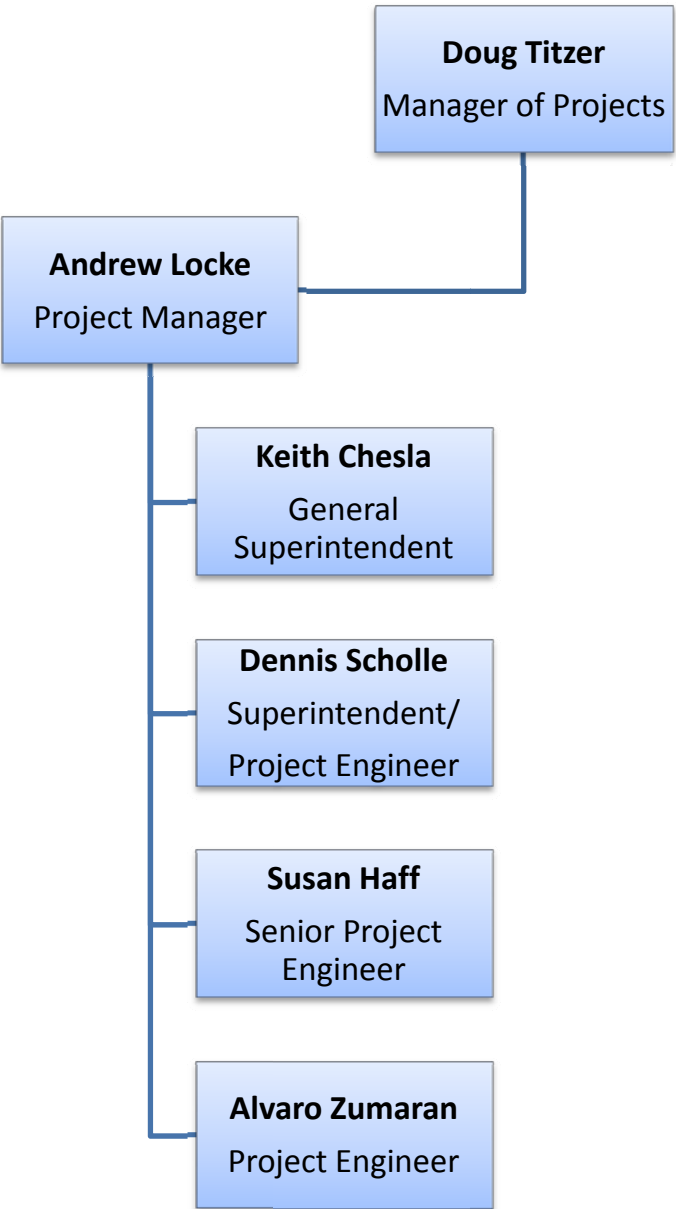 Doug Titzer
Manager of Projects
Andrew Locke
Project Manager
Keith Chesla
General
Superintendent
Dennis Scholle
Superintendent/
Project Engineer
Susan Haff
Senior Project
Engineer
Alvaro Zumaran
Project Engineer